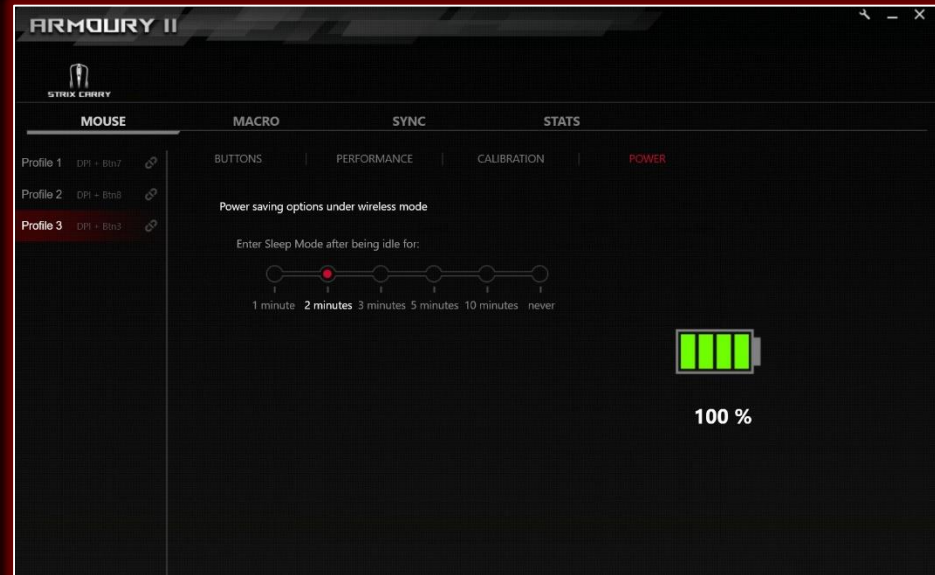 ARMOURY II
STRIX CARRY
MOUSE MACRO SYNC STATS
Profile 1 DPI + Btn7
Profile 2 DPI + Btn8
Profile 3 DPI + Btn3
BUTTONS PERFORMANCE CALIBRATION POWER
Power saving options under wireless mode
Enter Sleep Mode after being idle for:
1 minute 2 minutes 3 minutes 5 minutes 10 minutes never
100 %